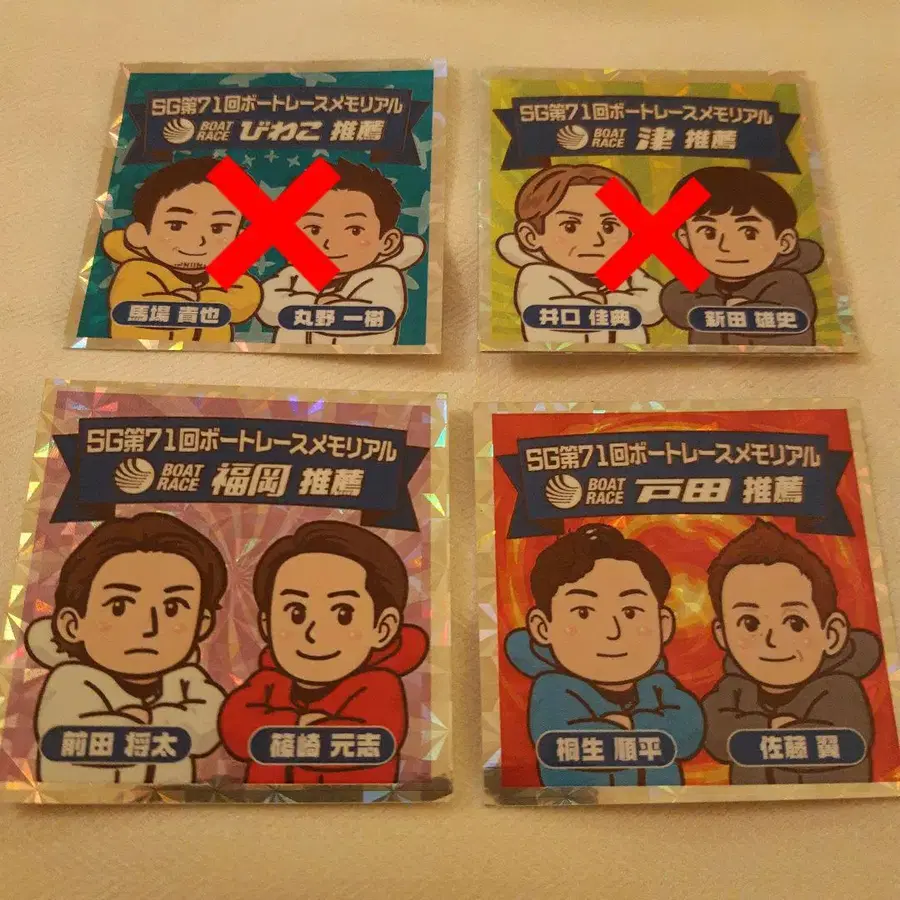 SG第71回ボートレースメモリアル
BOAT RACE びわこ 推薦
馬場 貴也
丸野 一樹
SG第71回ボートレースメモリアル
BOAT RACE 津 推薦
井口 佳典
新田 雄史
SG第71回ボートレースメモリアル
BOAT RACE 福岡 推薦
前田 将太
篠崎 元志
SG第71回ボートレースメモリアル
BOAT RACE 戸田 推薦
桐生 順平
佐藤 翼